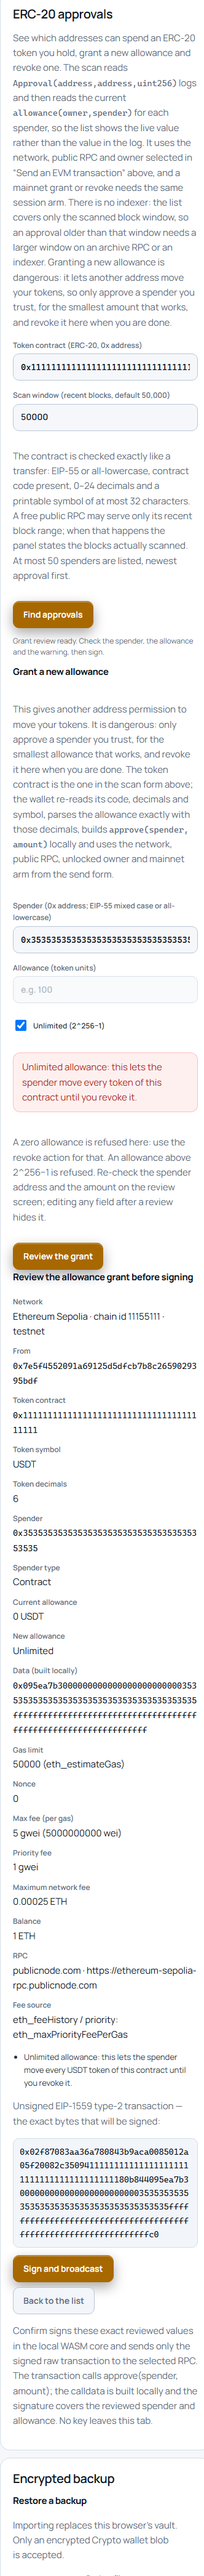 ERC-20 approvals
See which addresses can spend an ERC-20
token you hold, grant a new allowance and
revoke one. The scan reads
Approval(address,address,uint256) logs
and then reads the current
allowance(owner,spender) for each
spender, so the list shows the live value
rather than the value in the log. It uses the
network, public RPC and owner selected in
"Send an EVM transaction" above, and a
mainnet grant or revoke needs the same
session arm. There is no indexer: the list
covers only the scanned block window, so
an approval older than that window needs a
larger window on an archive RPC or an
indexer. Granting a new allowance is
dangerous: it lets another address move
your tokens, so only approve a spender you
trust, for the smallest amount that works,
and revoke it here when you are done.
Token contract (ERC-20, 0x address)
Scan window (recent blocks, default 50,000)
50000
The contract is checked exactly like a
transfer: EIP-55 or all-lowercase, contract
code present, 0–24 decimals and a
printable symbol of at most 32 characters.
A free public RPC may serve only its recent
block range; when that happens the
panel states the blocks actually scanned.
At most 50 spenders are listed, newest
approval first.
Find approvals
Grant review ready. Check the spender, the allowance
and the warning, then sign.
Grant a new allowance
This gives another address permission to
move your tokens. It is dangerous: only
approve a spender you trust, for the
smallest allowance that works, and revoke
it here when you are done. The token
contract is the one in the scan form above;
the wallet re-reads its code, decimals and
symbol, parses the allowance exactly with
those decimals, builds approve(spender,
amount) locally and uses the network,
public RPC, unlocked owner and mainnet
arm from the send form.
Spender (0x address; EIP-55 mixed case or all-
lowercase)
Allowance (token units)
e.g. 100
Unlimited (2^256−1)
Unlimited allowance: this lets the
spender move every token of this
contract until you revoke it.
A zero allowance is refused here: use the
revoke action for that. An allowance above
2^256−1 is refused. Re-check the spender
address and the amount on the review
screen; editing any field after a review
hides it.
Review the grant
Review the allowance grant before signing
Network
Ethereum Sepolia · chain id 11155111 ·
testnet
From
0x7e5f4552091a69125d5dfcb7b8c26590293
95bdf
Token contract
0x11111111111111111111111111111111111
11111
Token symbol
USDT
Token decimals
6
Spender
0x35353535353535353535353535353535353
53535
Spender type
Contract
Current allowance
0 USDT
New allowance
Unlimited
Data (built locally)
Gas limit
50000 (eth_estimateGas)
Nonce
0
Max fee (per gas)
5 gwei (5000000000 wei)
Priority fee
1 gwei
Maximum network fee
0.00025 ETH
Balance
1 ETH
RPC
publicnode.com · https://ethereum-sepolia-
rpc.publicnode.com
Fee source
eth_feeHistory / priority:
eth_maxPriorityFeePerGas
Unlimited allowance: this lets the spender
move every USDT token of this contract until
you revoke it.
Unsigned EIP-1559 type-2 transaction —
the exact bytes that will be signed:
Sign and broadcast
Back to the list
Confirm signs these exact reviewed values
in the local WASM core and sends only the
signed raw transaction to the selected RPC.
The transaction calls approve(spender,
amount); the calldata is built locally and the
signature covers the reviewed spender and
allowance. No key leaves this tab.
Encrypted backup
Restore a backup
Importing replaces this browser's vault.
Only an encrypted Crypto wallet blob
is accepted.